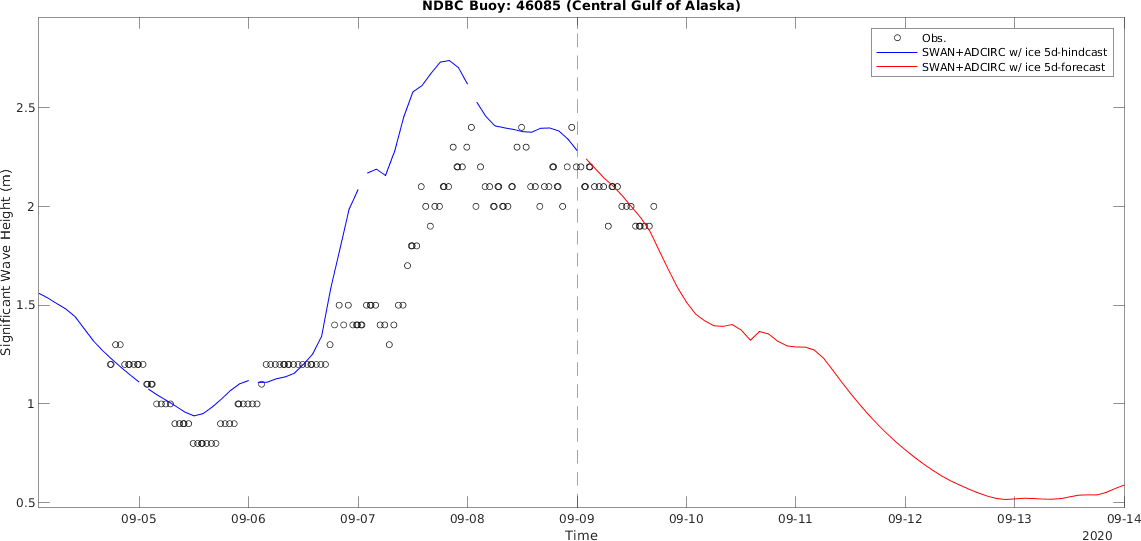 NDBC Buoy: 46085 (Central Gulf of Alaska)
Obs.
SWAN+ADCIRC w/ ice 5d-hindcast
SWAN+ADCIRC w/ ice 5d-forecast
Significant Wave Height (m)
2.5
2
1.5
1
0.5
09-05 09-06 09-07 09-08 09-09 09-10 09-11 09-12 09-13 09-14
Time
2020